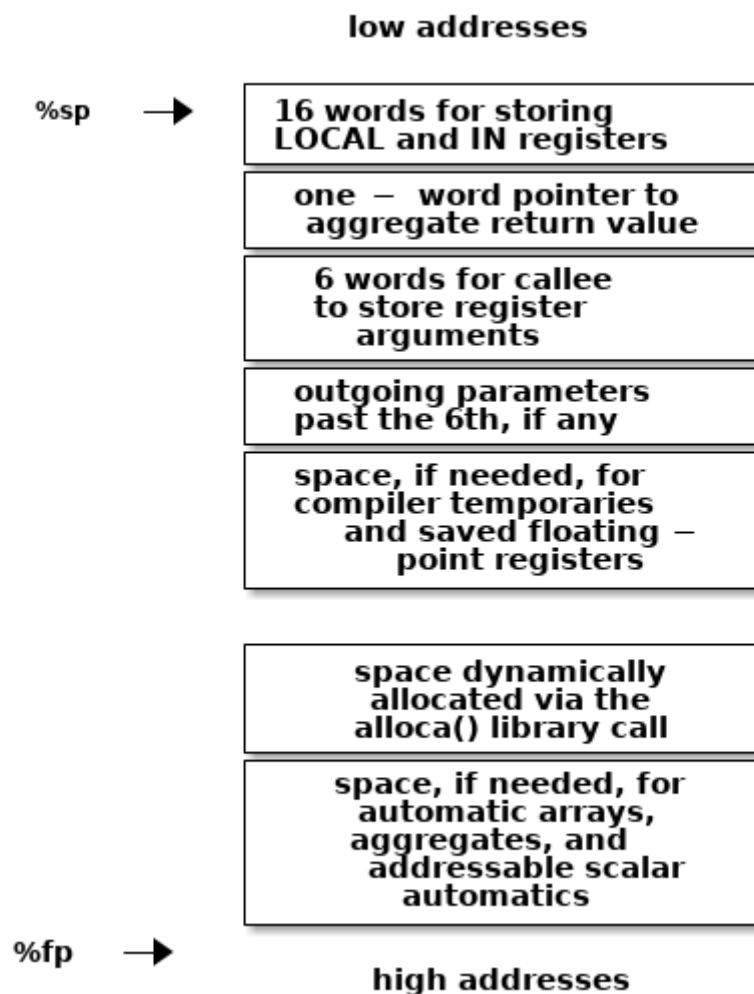 low addresses
%sp
16 words for storing
LOCAL and IN registers
one – word pointer to
aggregate return value
6 words for callee
to store register
arguments
outgoing parameters
past the 6th, if any
space, if needed, for
compiler temporaries
and saved floating –
point registers
space dynamically
allocated via the
alloca() library call
space, if needed, for
automatic arrays,
aggregates, and
addressable scalar
automatics
%fp
high addresses